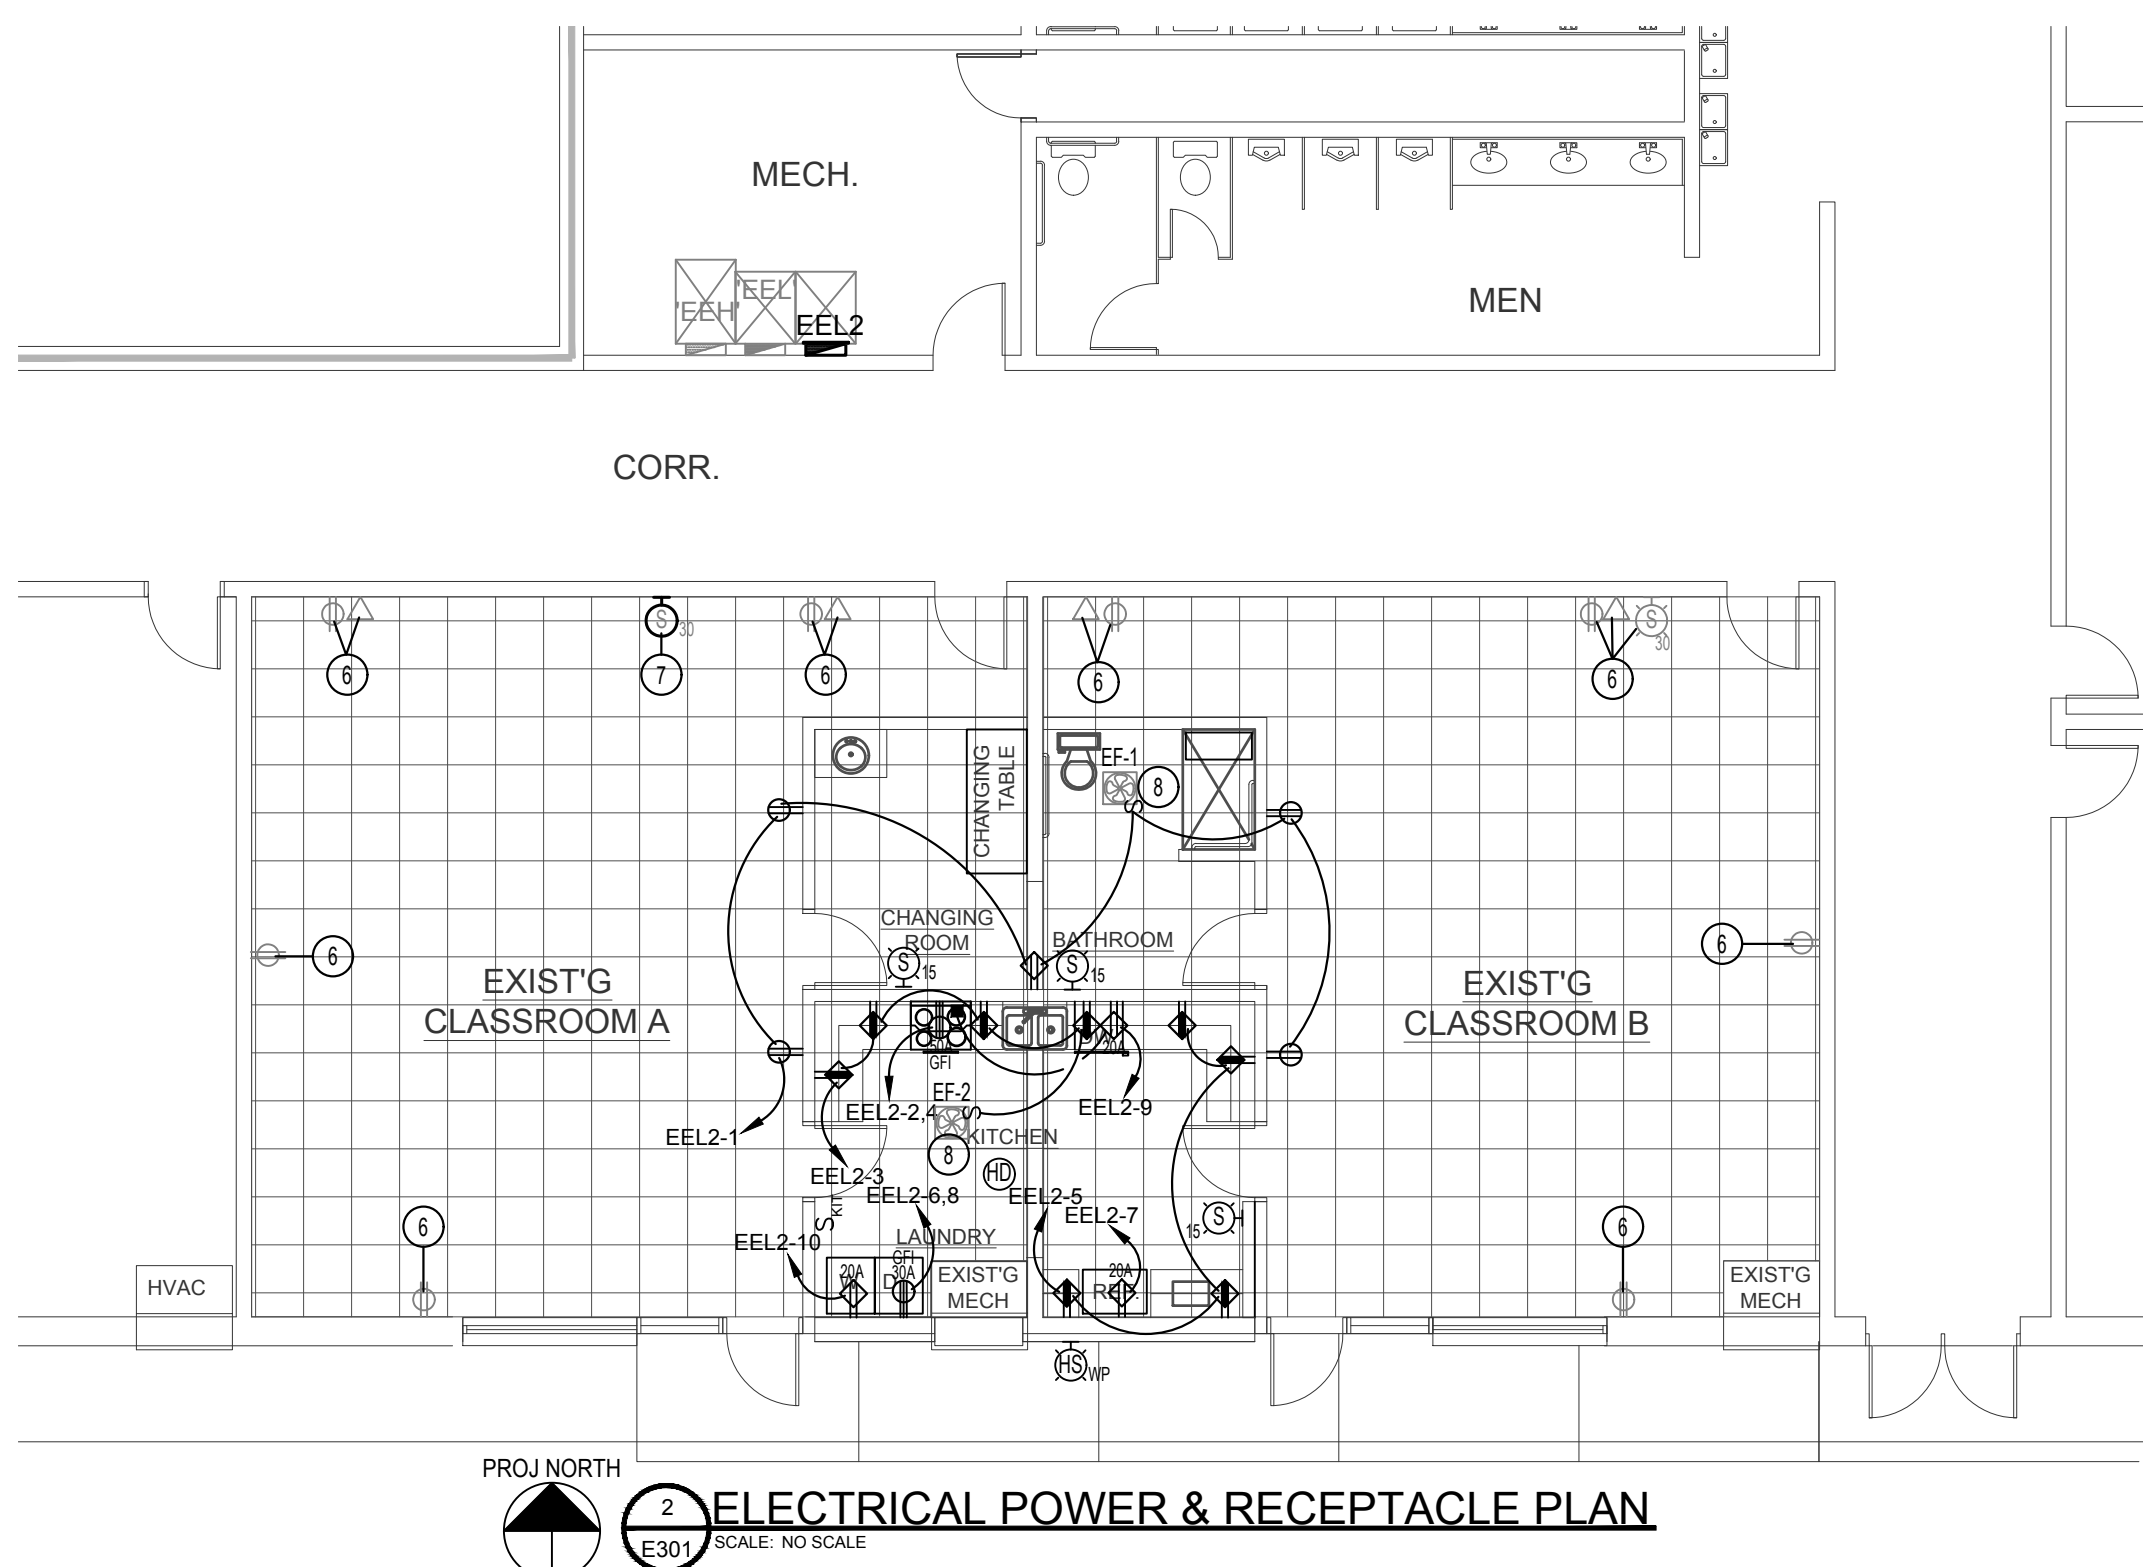 MECH.
MEN
'EEH'
'EEL'
EEL2
CORR.
S
30
S
30
6
7
6
6
6
CHANGING
TABLE
EF-1
8
S
CHANGING
ROOM
BATHROOM
S
15
S
15
6
6
EXIST'G
CLASSROOM A
EXIST'G
CLASSROOM B
50A
GFI
20A
EF-2
S
EEL2-2,4
EEL2-9
EEL2-1
KITCHEN
8
HD
EEL2-3
EEL2-6,8
EEL2-5
EEL2-7
S
KIT
S
15
6
6
EEL2-10
LAUNDRY
GFI
20A
W
D
30A
20A
REF.
HVAC
EXIST'G
MECH
EXIST'G
MECH
HS
WP
PROJ NORTH
2
E301
ELECTRICAL POWER & RECEPTACLE PLAN
SCALE: NO SCALE